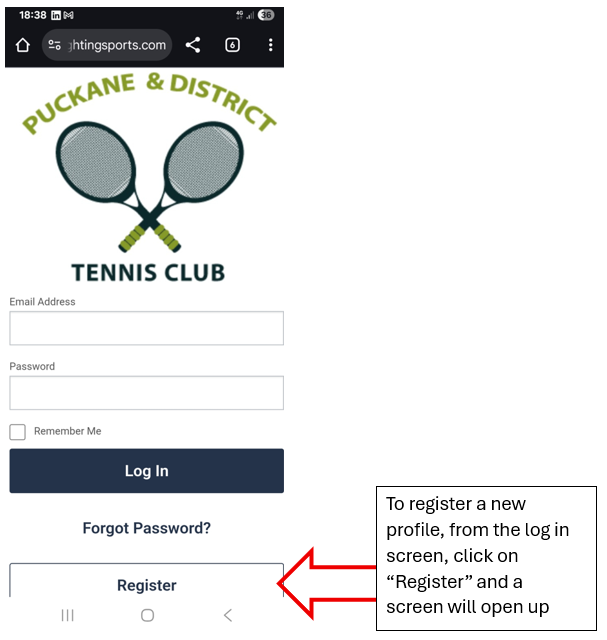 18:38
4G
36
htingsports.com
6
PUCKANE & DISTRICT
TENNIS CLUB
Email Address
Password
Remember Me
Log In
Forgot Password?
Register
To register a new
profile, from the log in
screen, click on
“Register” and a
screen will open up